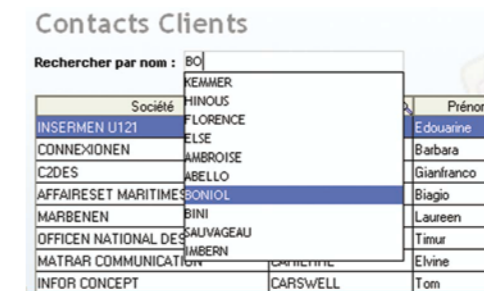 Contacts Clients
Rechercher par nom : BO
KEMMER
HINOUS
FLORENCE
ELSE
AMBROISE
ABELLO
BONIOL
BINI
SAUVAGEAU
IMBERN
Société Prénom
INSERMEN U121 Edouarine
CONNEXIONEN Barbara
C2DES Gianfranco
AFFAIRESET MARITIMES Biagio
MARBENEN Laureen
OFFICEN NATIONAL DES Timur
MATRAR COMMUNICATION Elvine
INFOR CONCEPT CARSWELL Tom